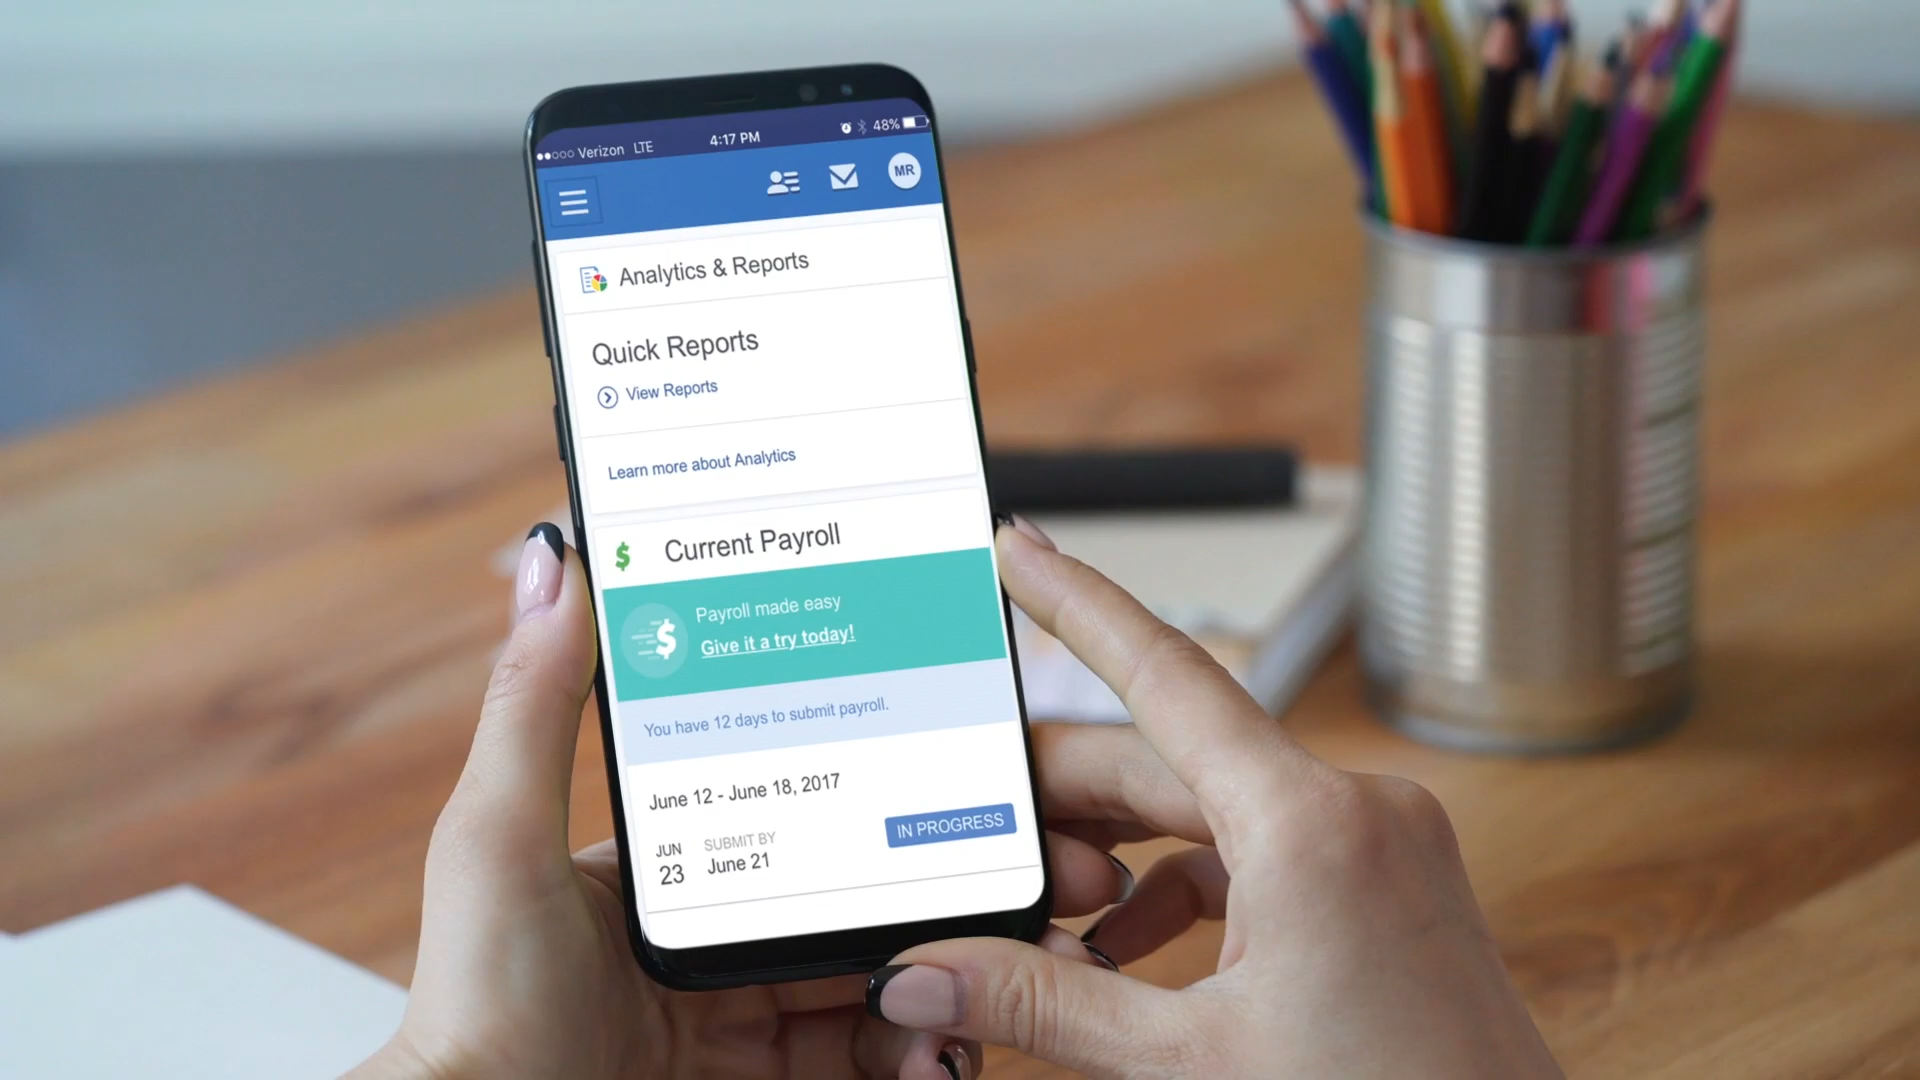 Verizon LTE 4:17 PM 48%
MR
Analytics & Reports
Quick Reports
View Reports
Learn more about Analytics
$ Current Payroll
Payroll made easy
$ Give it a try today!
You have 12 days to submit payroll.
June 12 - June 18, 2017
JUN SUBMIT BY IN PROGRESS
23 June 21